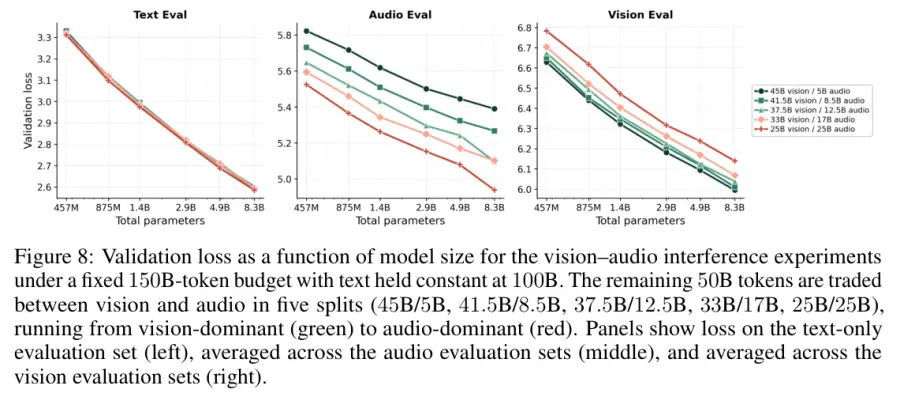 Text Eval
Audio Eval
Vision Eval
Validation loss
3.3
3.2
3.1
3.0
2.9
2.8
2.7
2.6
457M 875M 1.4B 2.9B 4.9B 8.3B
Total parameters
5.8
5.6
5.4
5.2
5.0
457M 875M 1.4B 2.9B 4.9B 8.3B
Total parameters
6.8
6.7
6.6
6.5
6.4
6.3
6.2
6.1
6.0
457M 875M 1.4B 2.9B 4.9B 8.3B
Total parameters
45B vision / 5B audio
41.5B vision / 8.5B audio
37.5B vision / 12.5B audio
33B vision / 17B audio
25B vision / 25B audio
Figure 8: Validation loss as a function of model size for the vision–audio interference experiments
under a fixed 150B-token budget with text held constant at 100B. The remaining 50B tokens are traded
between vision and audio in five splits (45B/5B, 41.5B/8.5B, 37.5B/12.5B, 33B/17B, 25B/25B),
running from vision-dominant (green) to audio-dominant (red). Panels show loss on the text-only
evaluation set (left), averaged across the audio evaluation sets (middle), and averaged across the
vision evaluation sets (right).